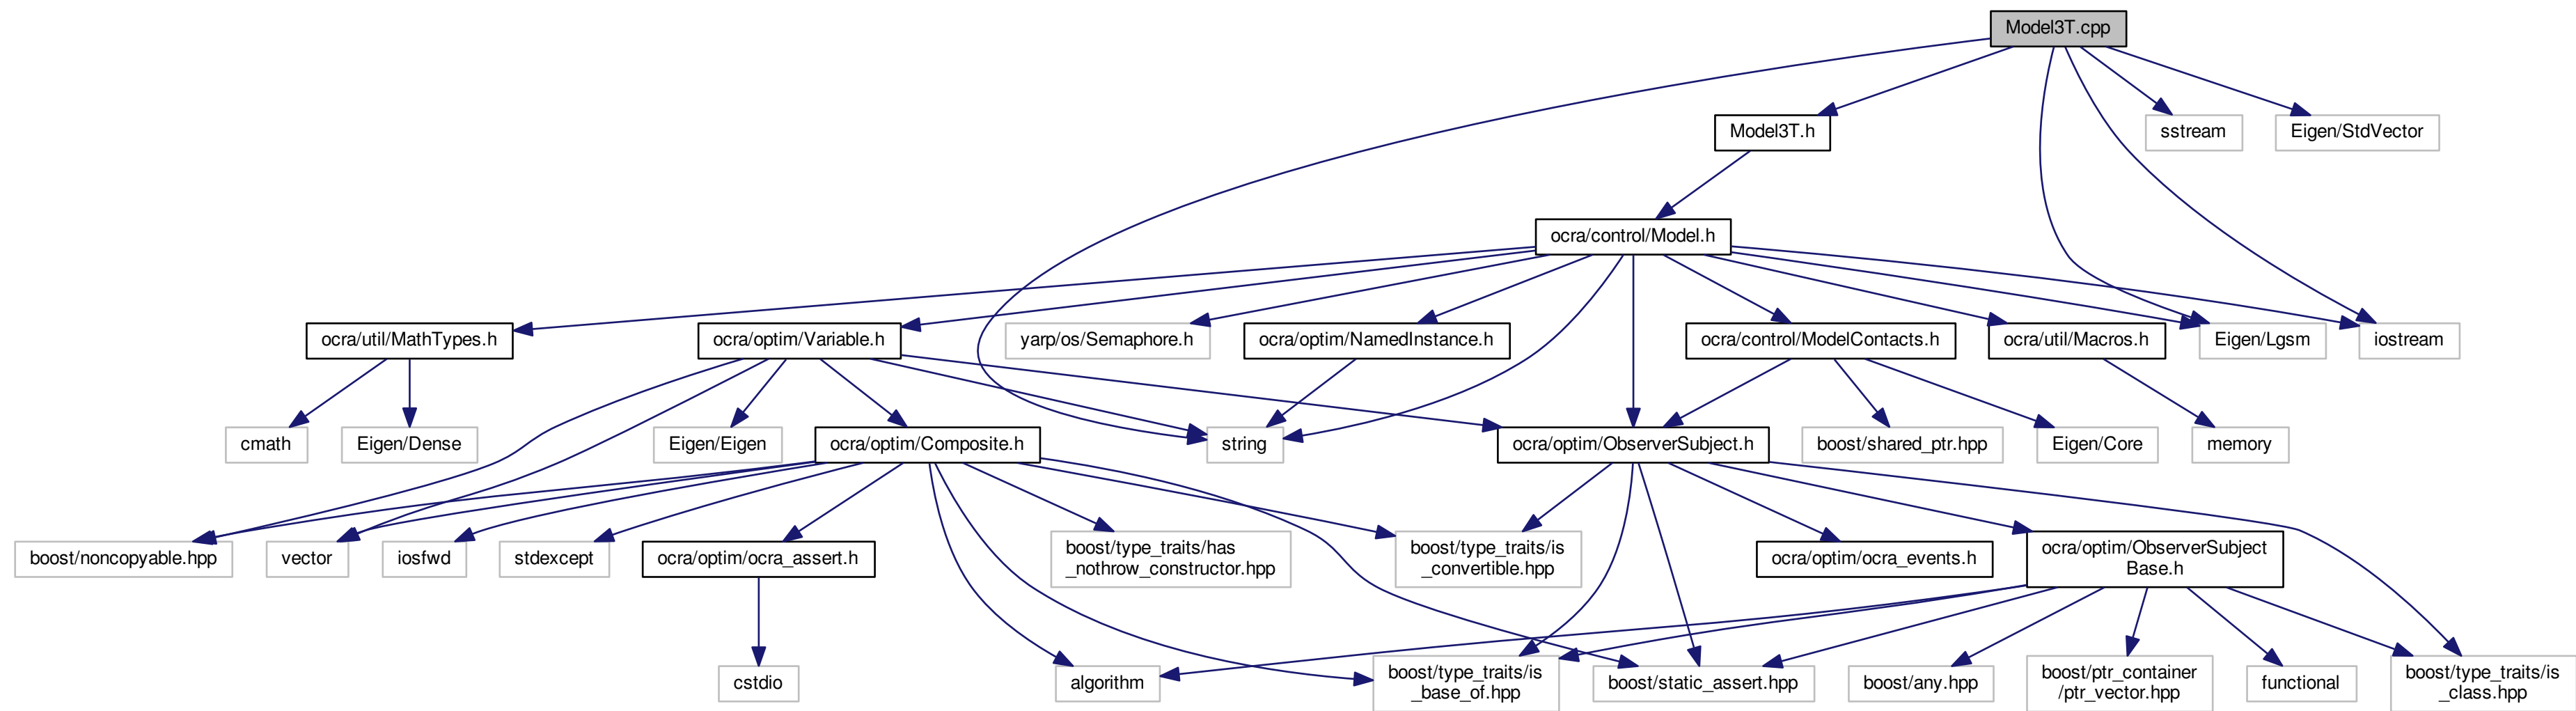 Model3T.cpp
Model3T.h
sstream
Eigen/StdVector
ocra/control/Model.h
ocra/util/MathTypes.h
ocra/optim/Variable.h
yarp/os/Semaphore.h
ocra/optim/NamedInstance.h
ocra/control/ModelContacts.h
ocra/util/Macros.h
Eigen/Lgsm
iostream
cmath
Eigen/Dense
Eigen/Eigen
ocra/optim/Composite.h
string
ocra/optim/ObserverSubject.h
boost/shared_ptr.hpp
Eigen/Core
memory
boost/noncopyable.hpp
vector
iosfwd
stdexcept
ocra/optim/ocra_assert.h
boost/type_traits/has
_nothrow_constructor.hpp
boost/type_traits/is
_convertible.hpp
ocra/optim/ocra_events.h
ocra/optim/ObserverSubject
Base.h
cstdio
algorithm
boost/type_traits/is
_base_of.hpp
boost/static_assert.hpp
boost/any.hpp
boost/ptr_container
/ptr_vector.hpp
functional
boost/type_traits/is
_class.hpp